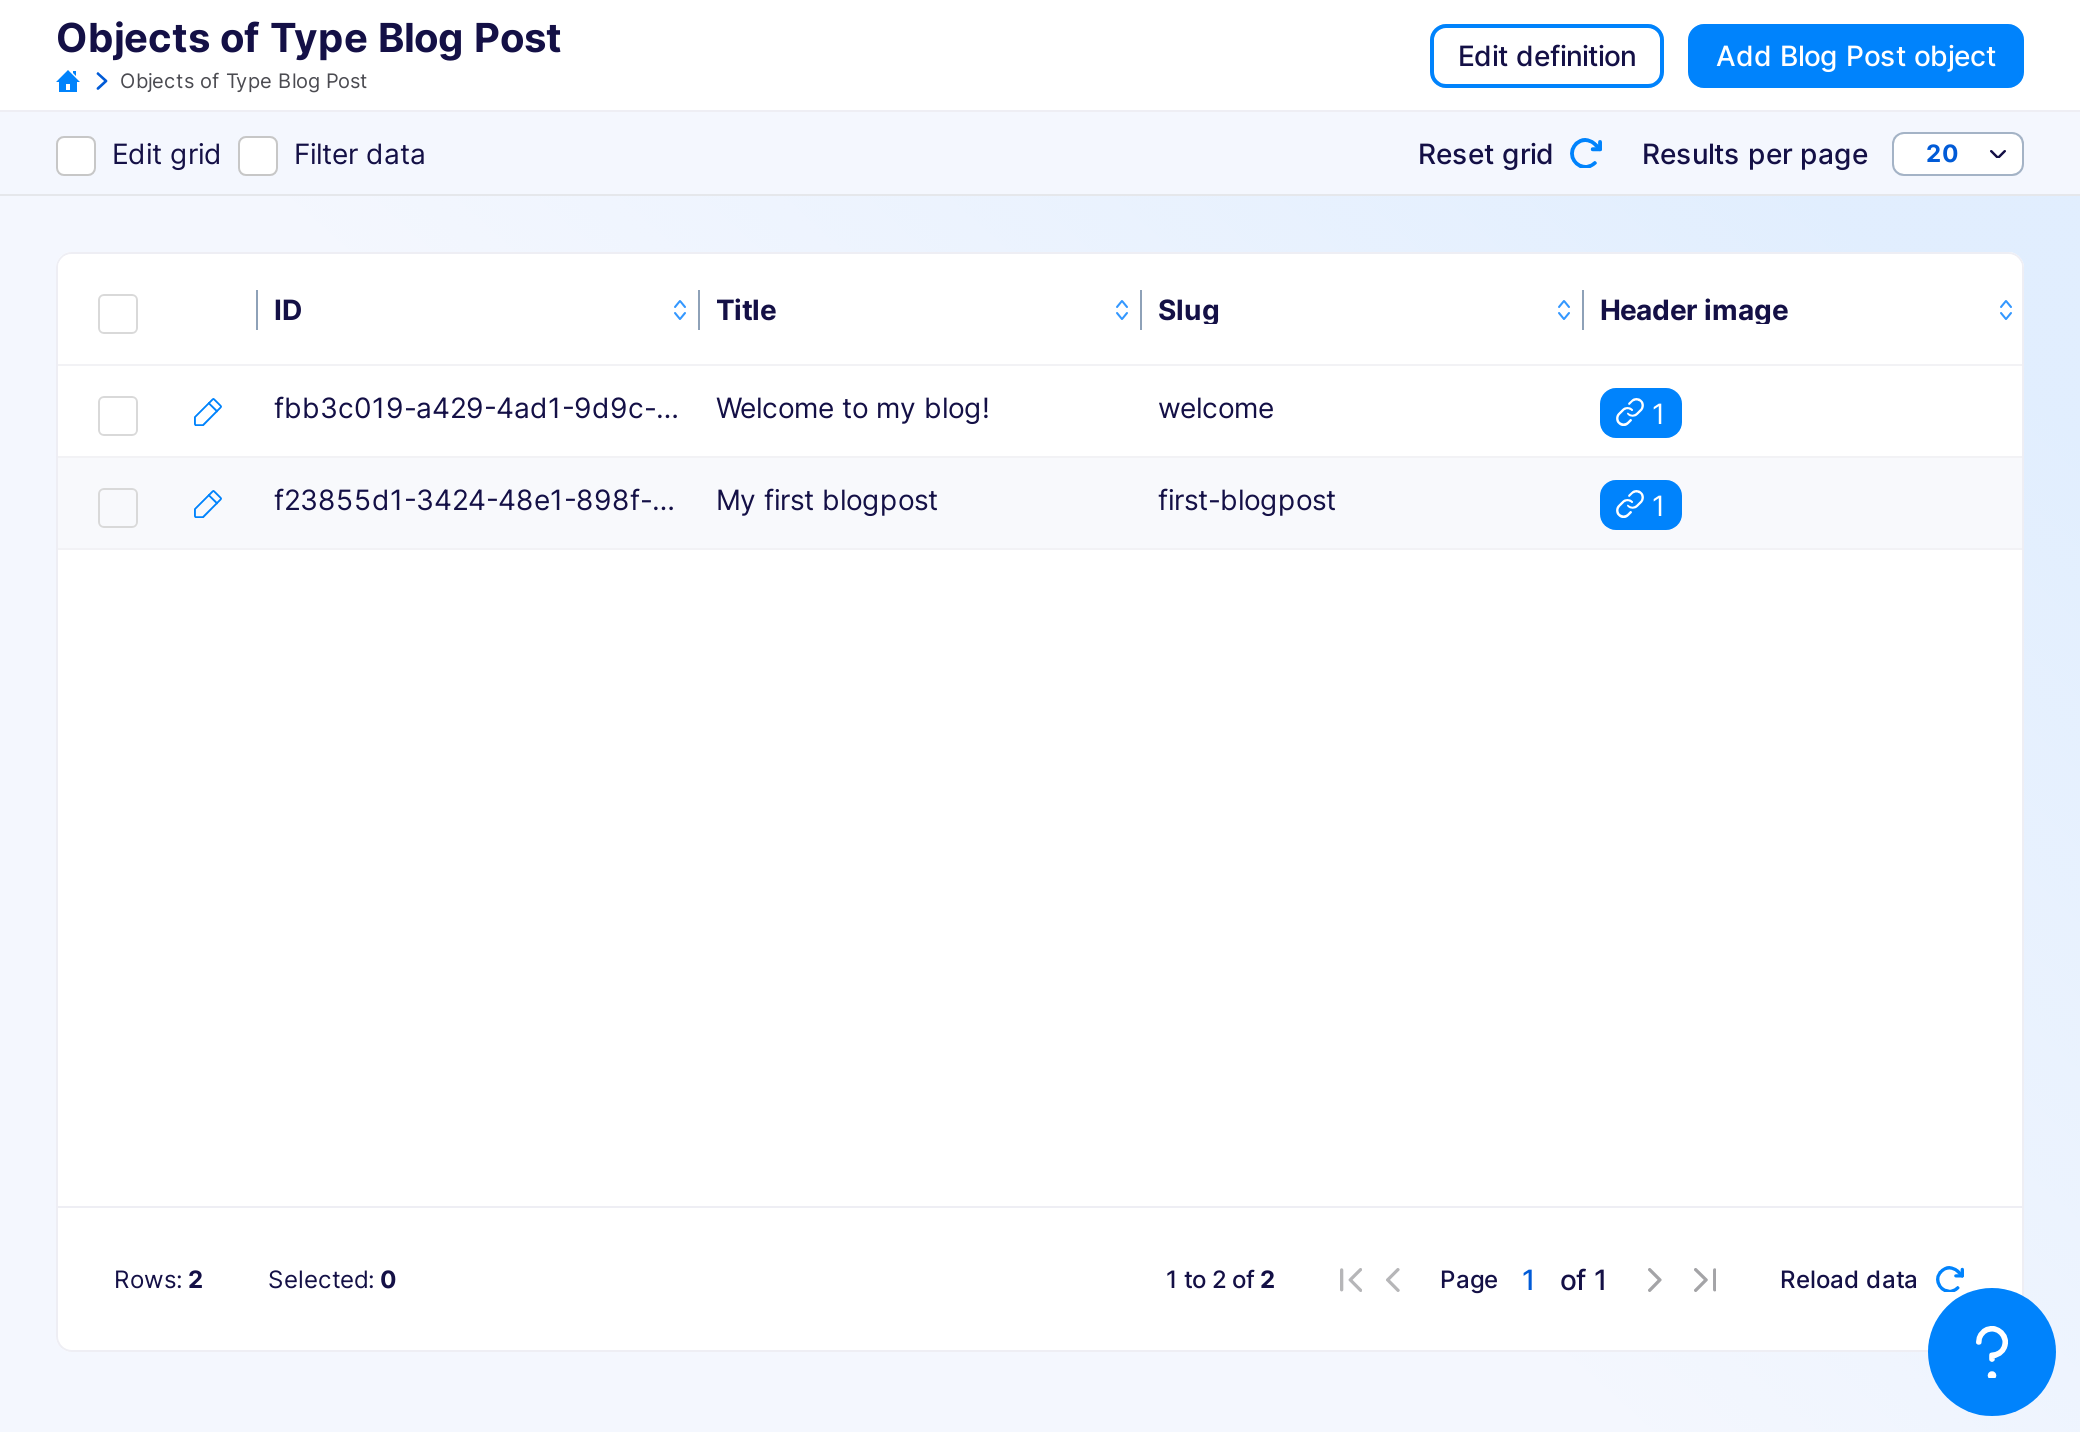 Objects of Type Blog Post
Objects of Type Blog Post
Edit definition
Add Blog Post object
Edit grid
Filter data
Reset grid
Results per page
20
ID
Title
Slug
Header image
fbb3c019-a429-4ad1-9d9c-...
Welcome to my blog!
welcome
1
f23855d1-3424-48e1-898f-...
My first blogpost
first-blogpost
1
Rows: 2
Selected: 0
1 to 2 of 2
Page 1 of 1
Reload data
?